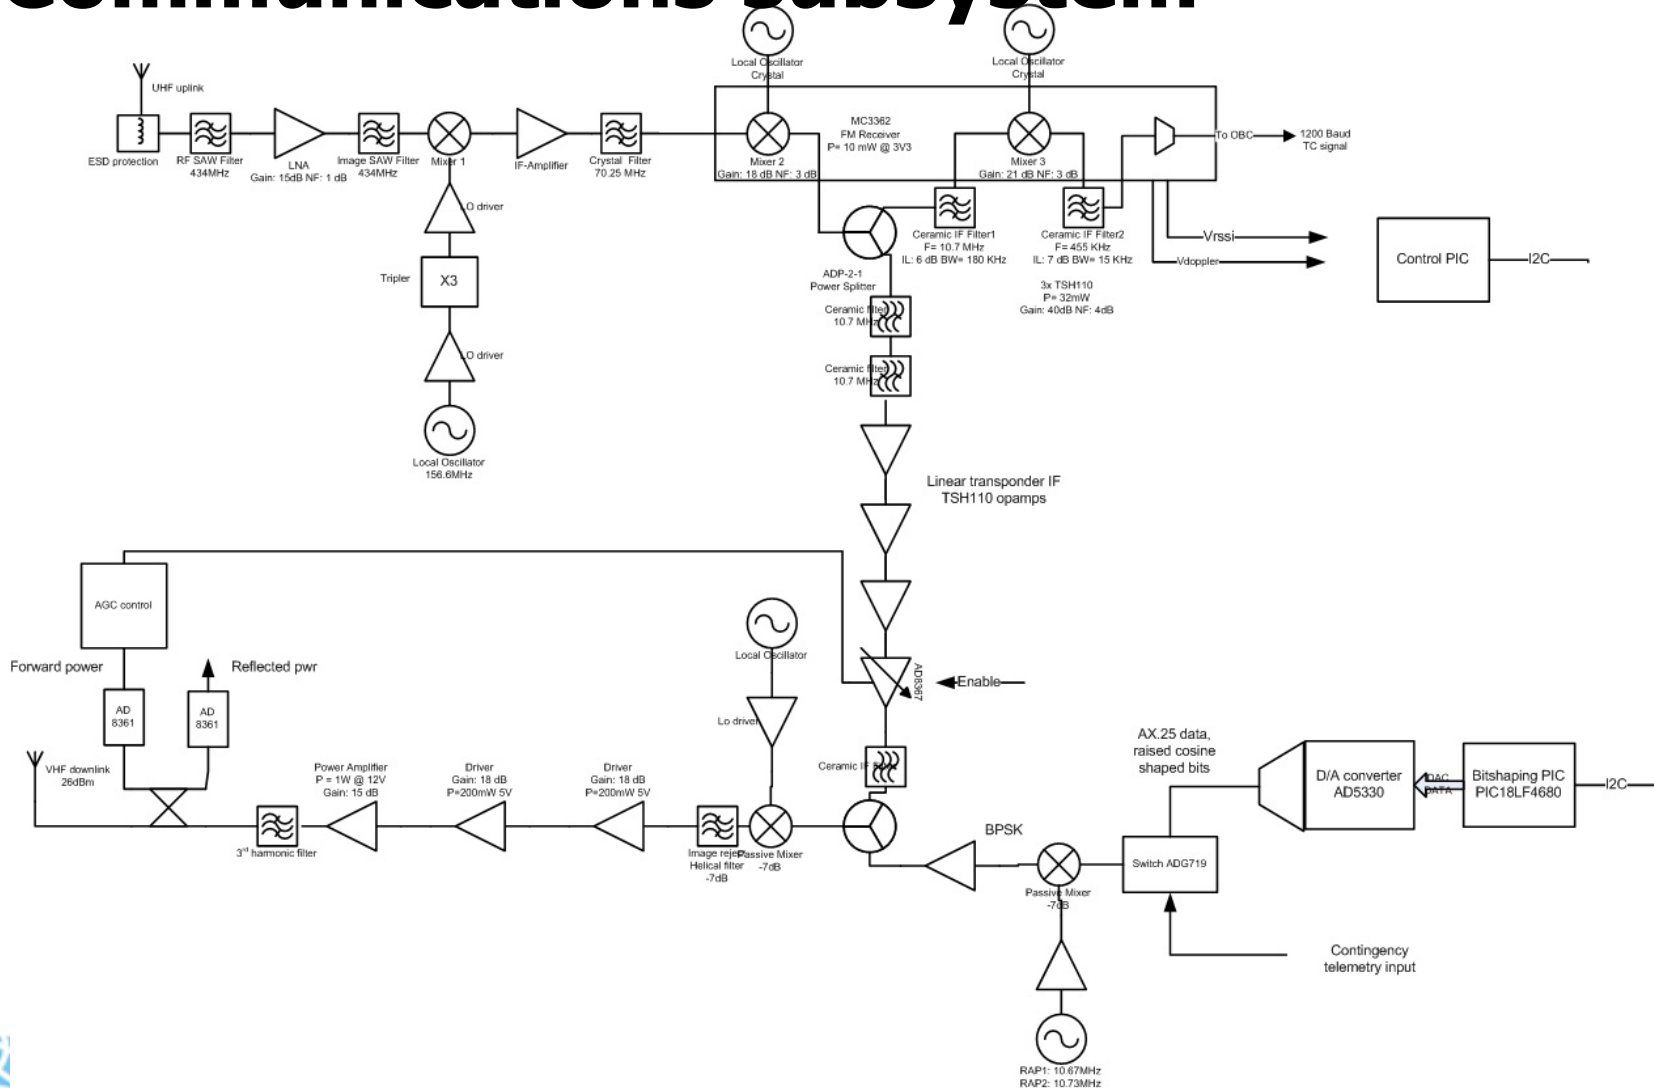 Communications subsystem
Local Oscillator
Crystal
Local Oscillator
Crystal
UHF uplink
ESD protection
RF SAW Filter
434MHz
LNA
Gain: 15dB NF: 1 dB
Image SAW Filter
434MHz
Mixer 1
IF-Amplifier
Crystal Filter
70.25 MHz
Mixer 2
Gain: 18 dB NF: 3 dB
MC3362
FM Receiver
P= 10 mW @ 3V3
Mixer 3
Gain: 21 dB NF: 3 dB
To OBC
1200 Baud
TC signal
LO driver
Tripler
X3
LO driver
Local Oscillator
156.6MHz
ADP-2-1
Power Splitter
Ceramic IF Filter1
F= 10.7 MHz
IL: 6 dB BW= 180 KHz
Ceramic IF Filter2
F= 455 KHz
IL: 7 dB BW= 15 KHz
3x TSH110
P= 32mW
Gain: 40dB NF: 4dB
Vrssi
Vdoppler
Control PIC
I2C
Ceramic filter
10.7 MHz
Ceramic filter
10.7 MHz
Linear transponder IF
TSH110 opamps
AGC control
Forward power
Reflected pwr
AD
8361
AD
8361
Local Oscillator
Lo driver
AD8367
Enable
VHF downlink
26dBm
3rd harmonic filter
Power Amplifier
P = 1W @ 12V
Gain: 15 dB
Driver
Gain: 18 dB
P=200mW 5V
Driver
Gain: 18 dB
P=200mW 5V
Image reject
Helical filter
-7dB
Passive Mixer
-7dB
Ceramic IF Filter
BPSK
Passive Mixer
-7dB
Switch ADG719
AX.25 data,
raised cosine
shaped bits
D/A converter
AD5330
DAC
DATA
Bitshaping PIC
PIC18LF4680
I2C
Contingency
telemetry input
RAP1: 10.67MHz
RAP2: 10.73MHz